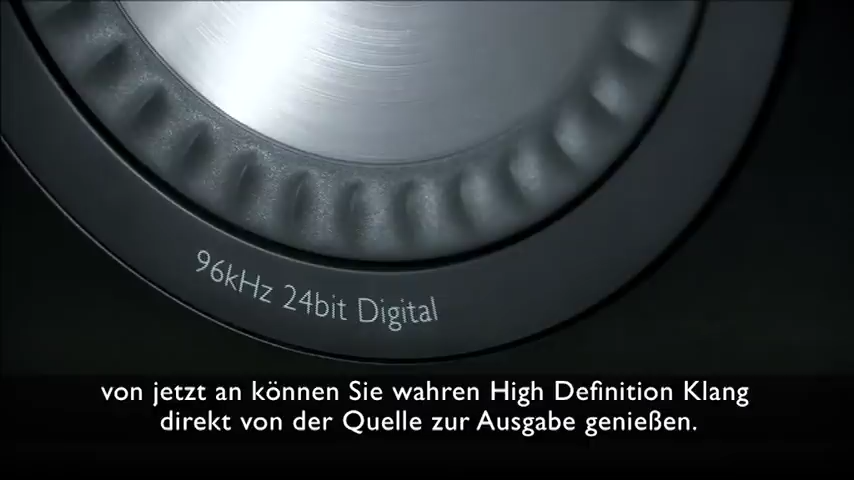 96kHz 24bit Digital
von jetzt an können Sie wahren High Definition Klang
direkt von der Quelle zur Ausgabe genießen.